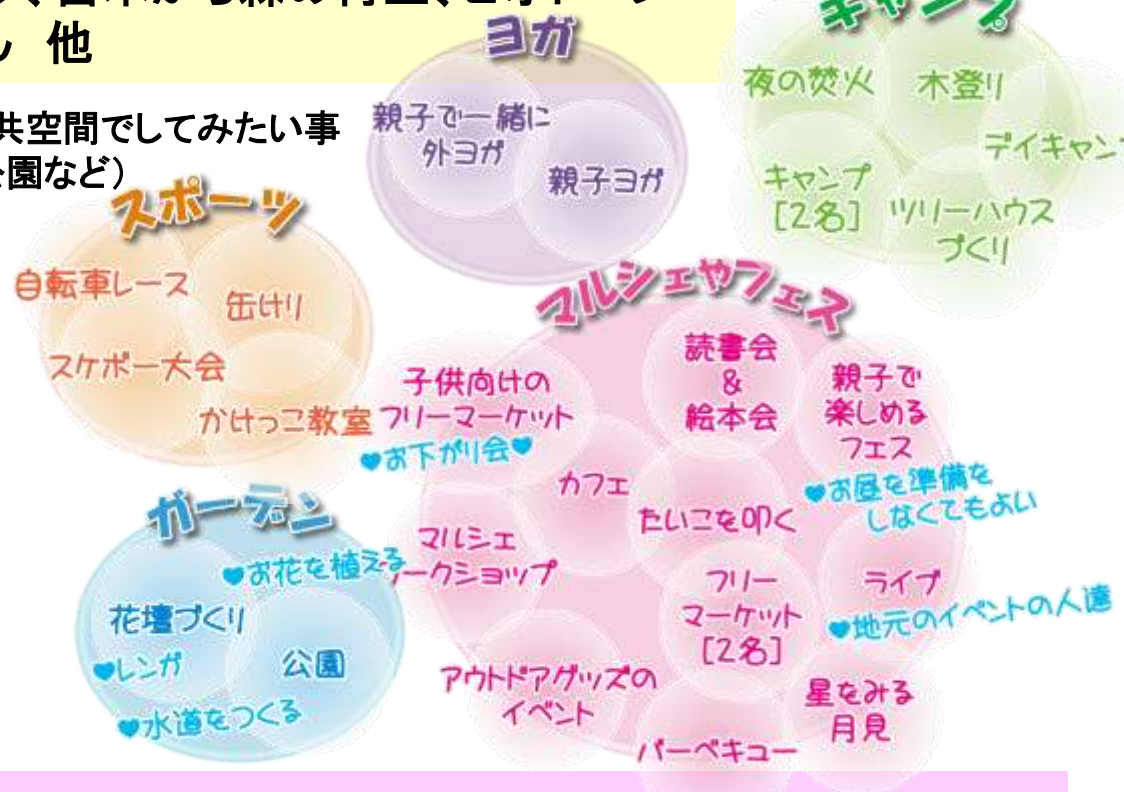 他
共空間でしてみたい事
園など）
ヨガ
親子で一緒に
外ヨガ
親子ヨガ
キャンプ
夜の焚火
木登り
デイキャン
キャンプ
[2名]
ツリーハウス
づくり
スポーツ
自転車レース
缶けり
スケボー大会
かけっこ教室
マルシェやフェス
読書会
&
絵本会
子供向けの
フリーマーケット
♥お下がり会♥
親子で
楽しめる
フェス
♥お昼を準備を
しなくてもよい
カフェ
たいこを叩く
マルシェ
ークショップ
フリー
マーケット
[2名]
ライブ
♥地元のイベントの人達
アウトドアグッズの
イベント
星をみる
月見
バーベキュー
ガーデン
♥お花を植える
花壇づくり
♥レンガ
公園
♥水道をつくる